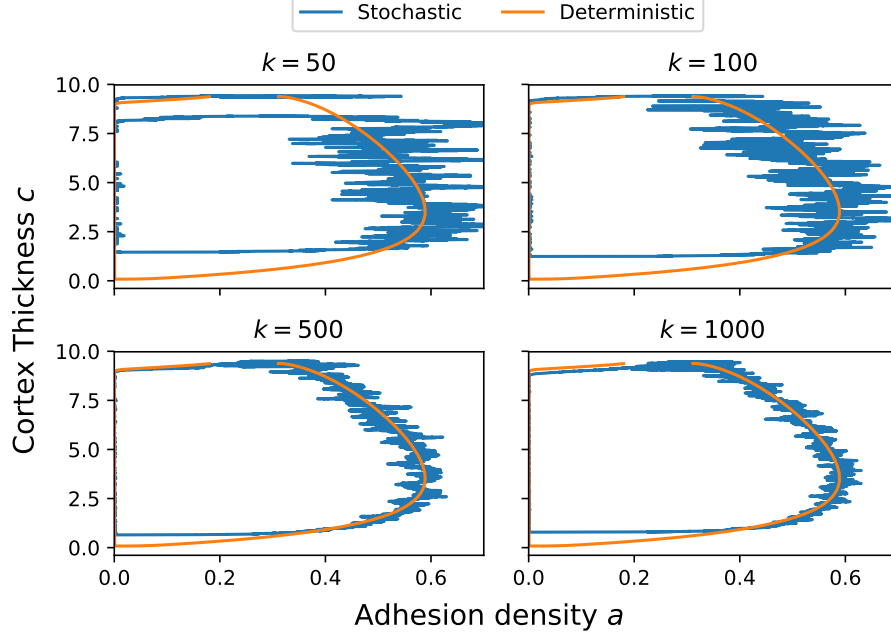 Stochastic Deterministic
k = 50
k = 100
10.0
7.5
5.0
2.5
0.0
k = 500
k = 1000
10.0
7.5
5.0
2.5
0.0
0.0 0.2 0.4 0.6
0.0 0.2 0.4 0.6
Cortex Thickness c
Adhesion density a